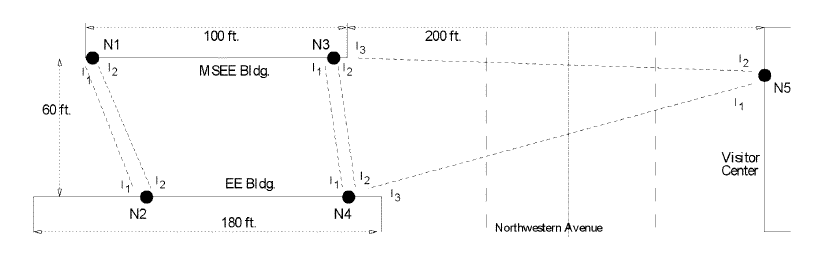 100 ft.
200 ft.
N1
N3
I3
I1 I2
I1 I2
I2
MSEE Bldg.
N5
I1
60 ft.
Visitor
Center
I1 I2
EE Bldg.
I1 I2
I3
N2
N4
180 ft.
Northwestern Avenue